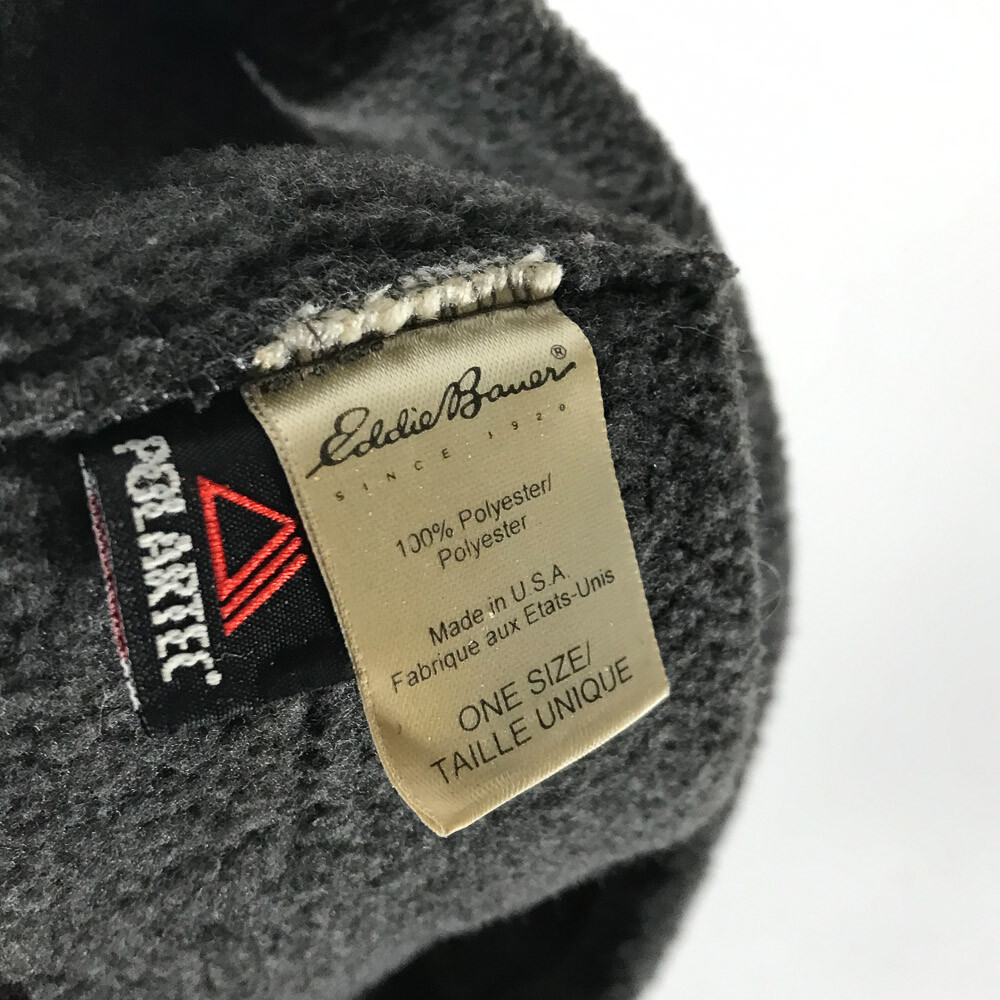 Eddie Bauer®
SINCE 1920
100% Polyester/
Polyester
Made in U.S.A.
Fabrique aux Etats-Unis
ONE SIZE/
TAILLE UNIQUE
POLARTEC®